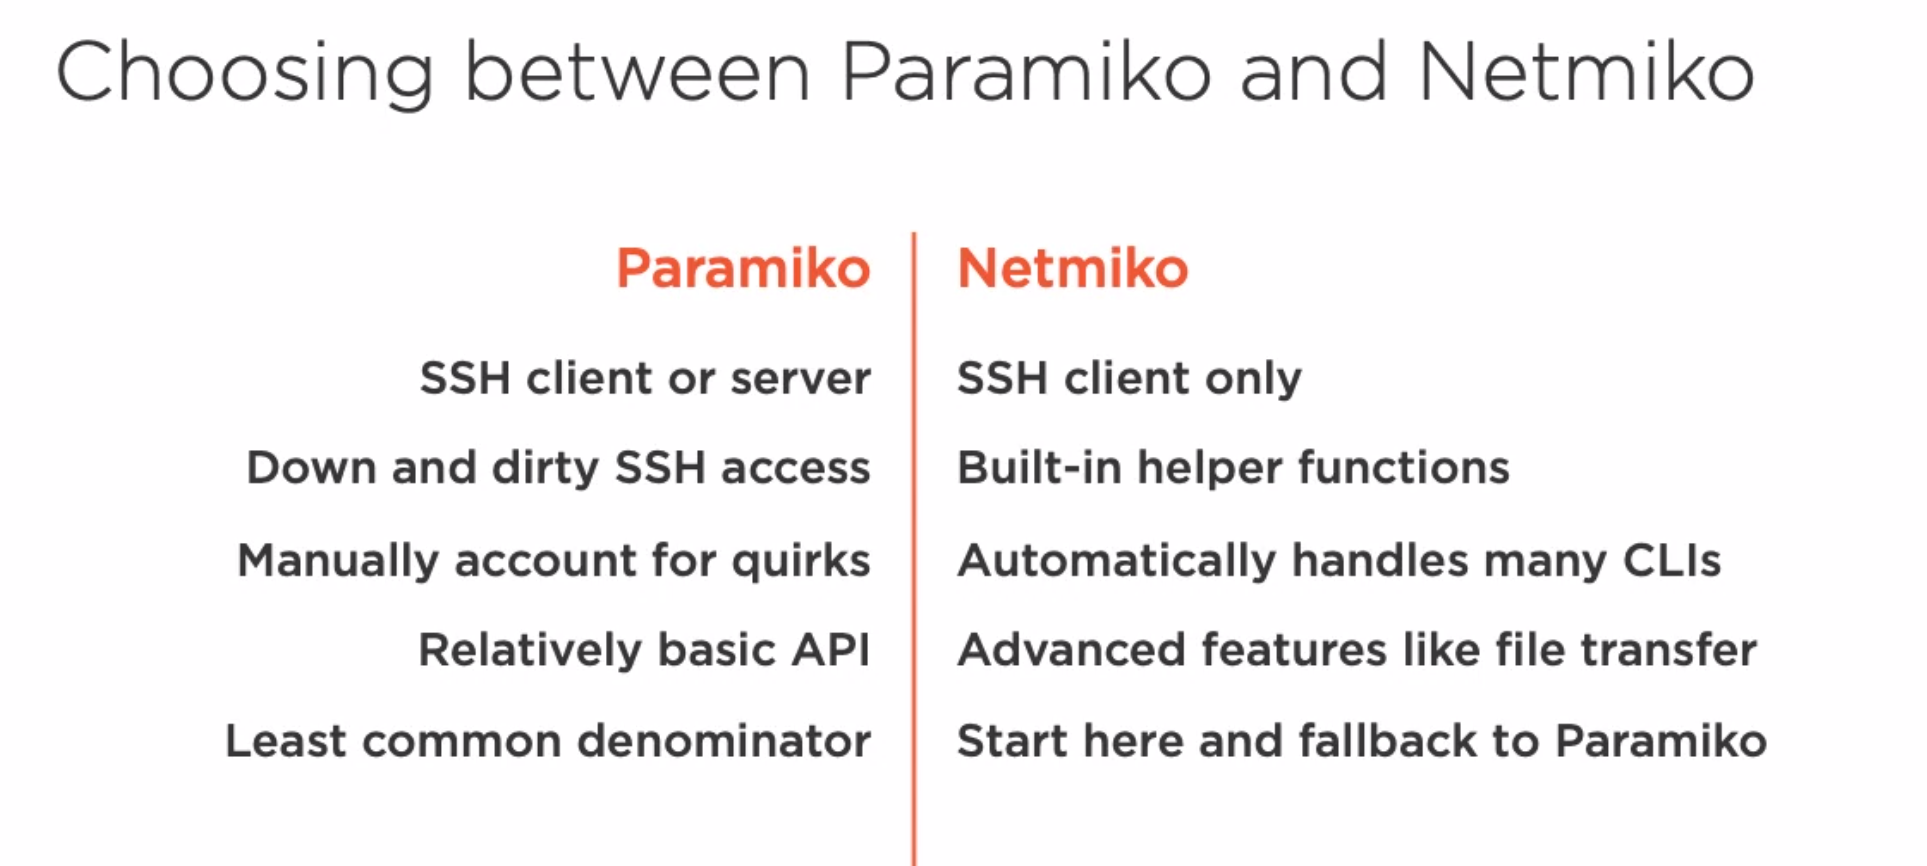 Choosing between Paramiko and Netmiko
Paramiko
SSH client or server
Down and dirty SSH access
Manually account for quirks
Relatively basic API
Least common denominator
Netmiko
SSH client only
Built-in helper functions
Automatically handles many CLIs
Advanced features like file transfer
Start here and fallback to Paramiko